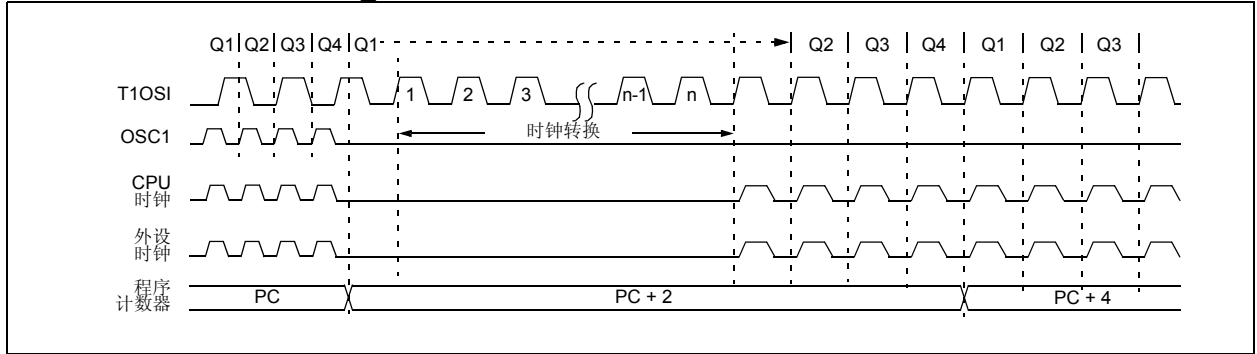 Q1 Q2 Q3 Q4 Q1 Q2 Q3 Q4 Q1 Q2 Q3
T1OSI
1 2 3 n-1 n
OSC1
时钟转换
CPU
时钟
外设
时钟
程序
计数器
PC PC + 2 PC + 4